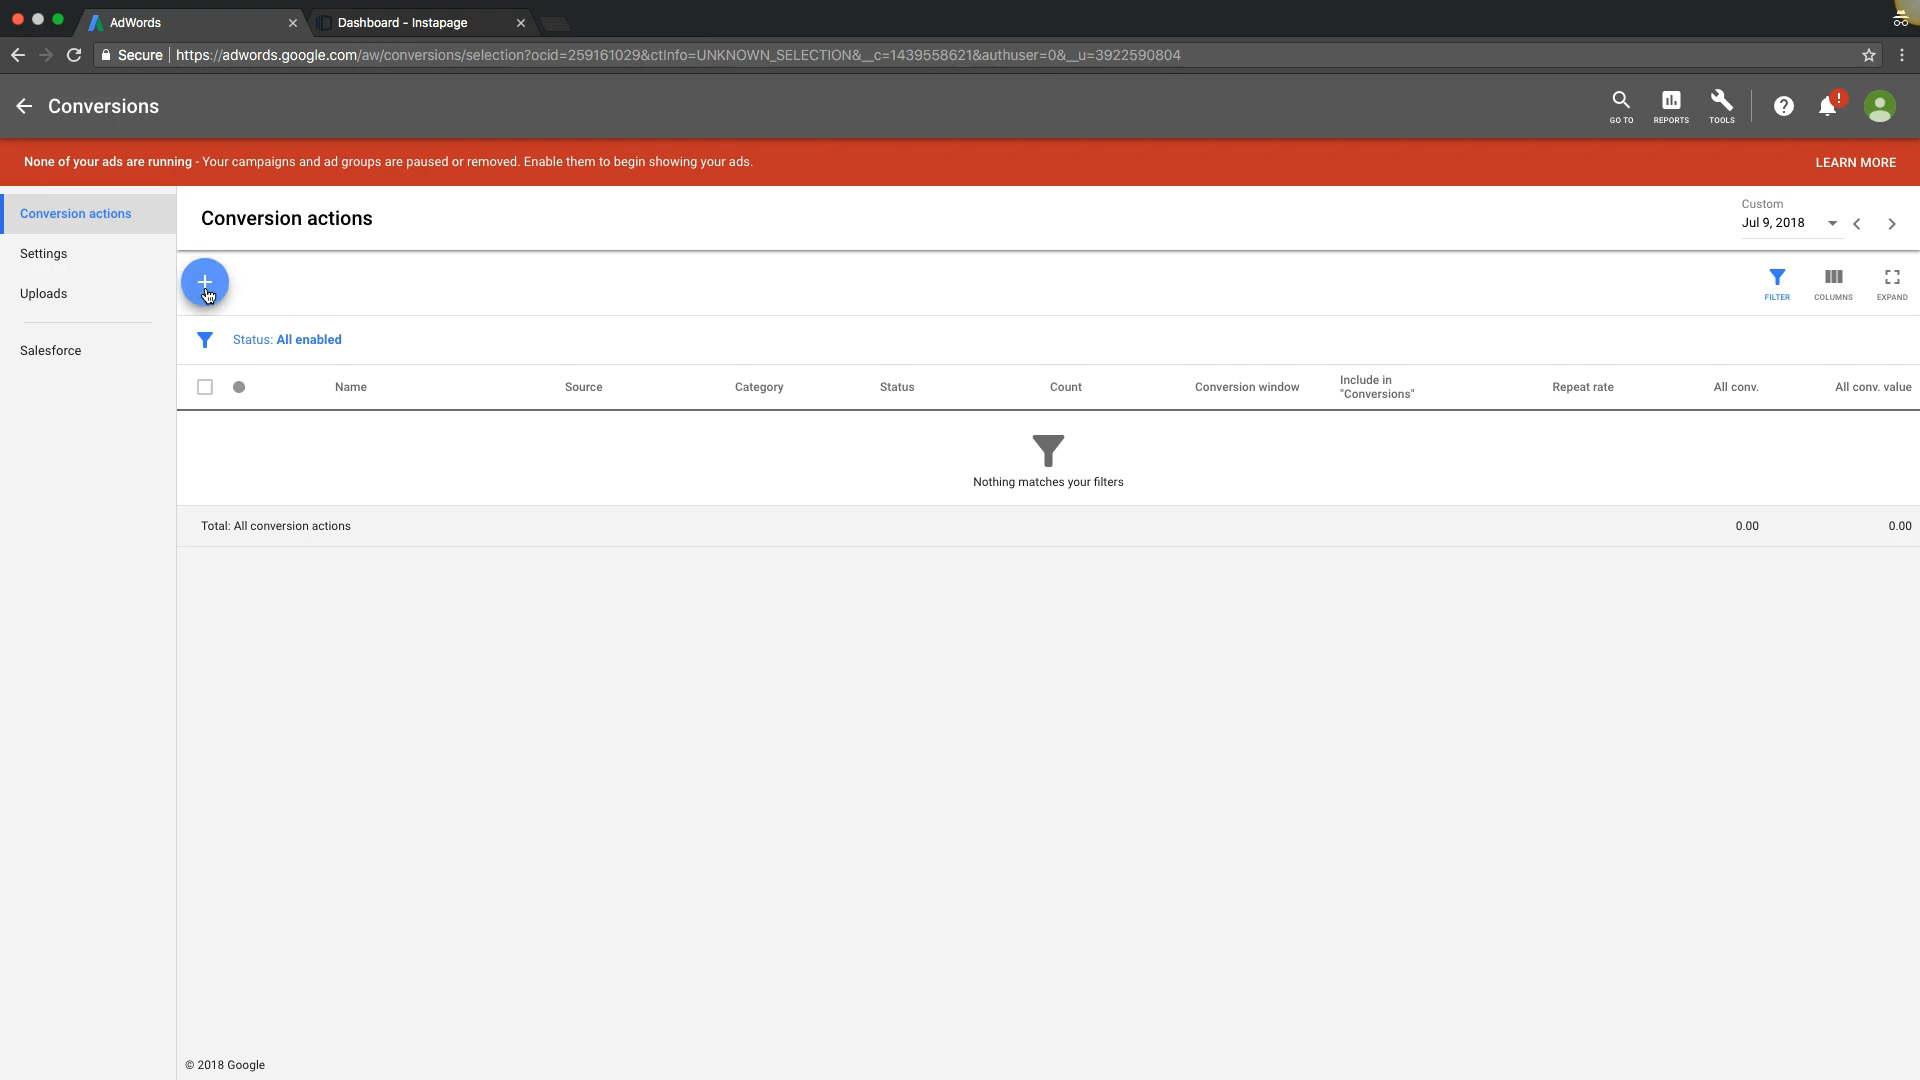 AdWords
Dashboard - Instapage
Secure
https://adwords.google.com/aw/conversions/selection?ocid=259161029&ctInfo=UNKNOWN_SELECTION&__c=1439558621&authuser=0&__u=3922590804
Conversions
GO TO
REPORTS
TOOLS
None of your ads are running - Your campaigns and ad groups are paused or removed. Enable them to begin showing your ads.
LEARN MORE
Conversion actions
Settings
Uploads
Salesforce
Conversion actions
Custom
Jul 9, 2018
FILTER
COLUMNS
EXPAND
Status: All enabled
Name
Source
Category
Status
Count
Conversion window
Include in
"Conversions"
Repeat rate
All conv.
All conv. value
Nothing matches your filters
Total: All conversion actions
0.00
0.00
© 2018 Google